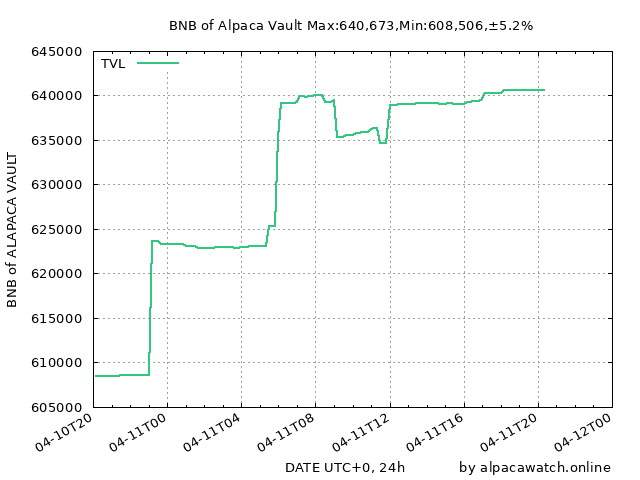 BNB of Alpaca Vault Max:640,673,Min:608,506,±5.2%
TVL
645000
640000
635000
630000
625000
620000
615000
610000
605000
BNB of ALAPACA VAULT
04-10T20
04-11T00
04-11T04
04-11T08
04-11T12
04-11T16
04-11T20
04-12T00
DATE UTC+0, 24h
by alpacawatch.online